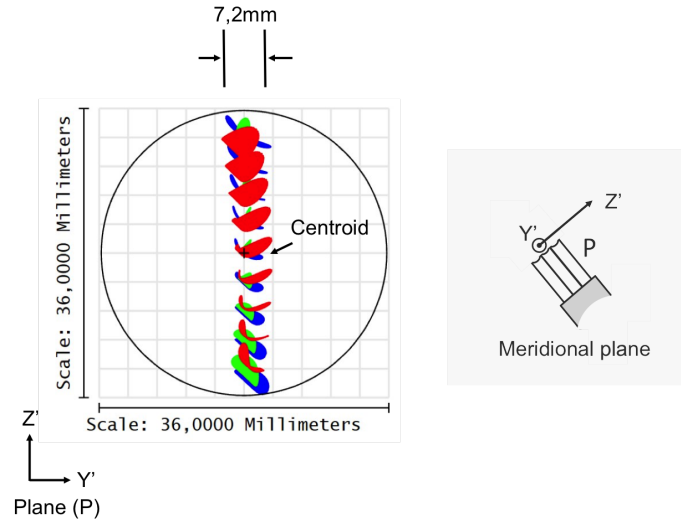 7,2mm
Scale: 36,0000 Millimeters
Centroid
Scale: 36,0000 Millimeters
Z’
Y’
Plane (P)
Z’
Y’
P
Meridional plane